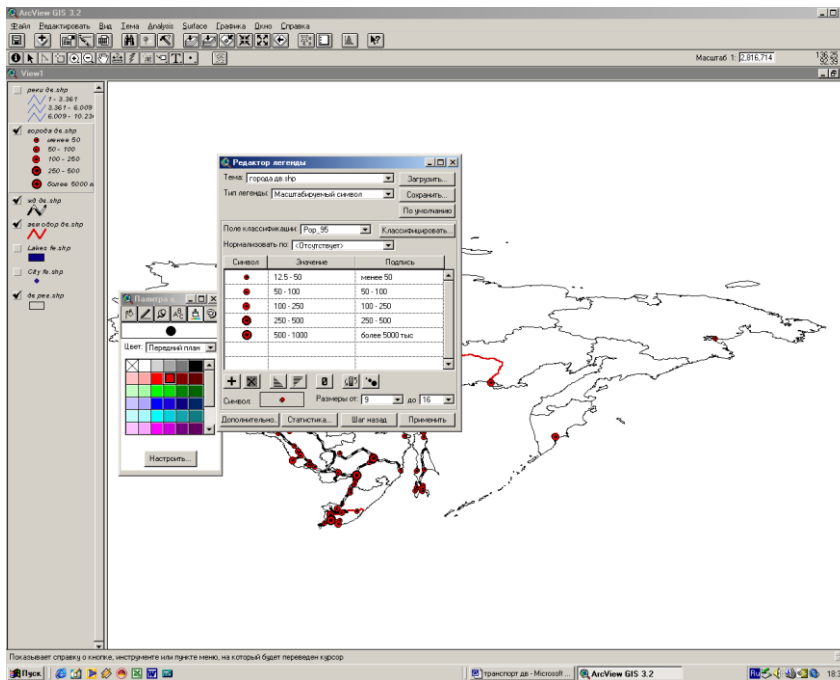 ArcView GIS 3.2
Файл Редактировать Вид Тема Analysis Surface Графика Окно Справка
Масштаб 1: 2,816,714
View1
реки дв.shp
1 - 3.361
3.361 - 6.009
города дв.shp
менее 50
50 - 100
100 - 250
250 - 500
более 5000
жд дв.shp
автодор дв.shp
Lakes fe.shp
City fe.shp
дв рег.shp
Редактор легенды
Тема: города дв.shp
Загрузить...
Тип легенды: Масштабируемый символ
Сохранить...
По умолчанию
Поле классификации: Pop_95
Классифицировать...
Нормализовать по: <Отсутствует>
Символ Значение Подпись
12.5 - 50 менее 50
50 - 100 50 - 100
100 - 250 100 - 250
250 - 500 250 - 500
500 - 1000 более 5000 тыс
Символ: Размеры от: 9 до 16
Дополнительно.. Статистика... Шаг назад Применить
Палитра
Цвет: Передний план
Настроить...
Показывает справку о кнопке, инструменте или пункте меню, на который будет переведен курсор
Пуск
транспорт дв - Microsoft ...
ArcView GIS 3.2
Ru